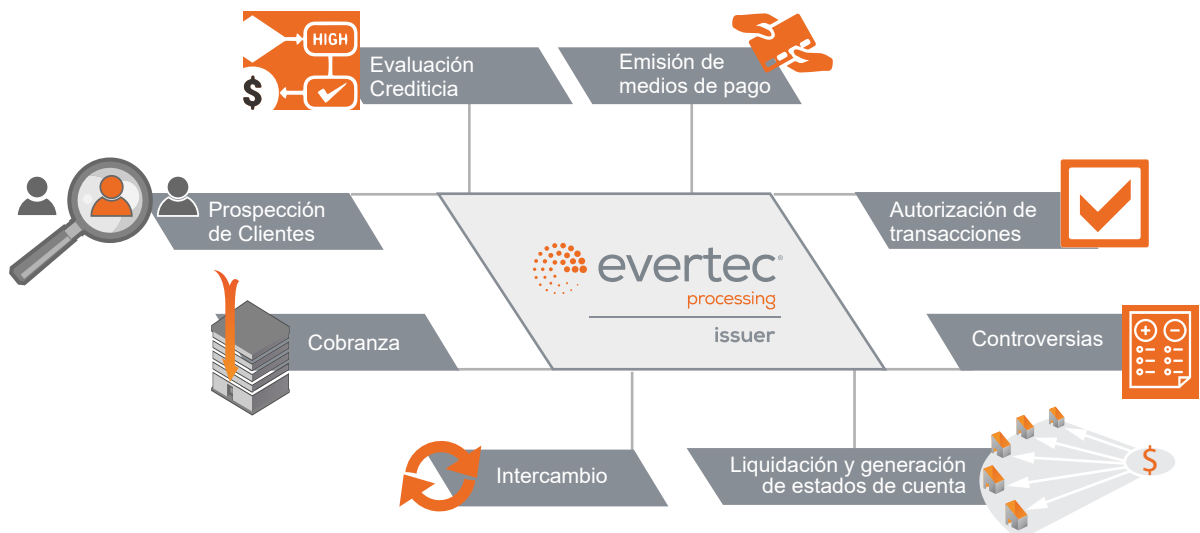 HIGH
$
Evaluación
Crediticia
Emisión de
medios de pago
Prospección
de Clientes
Autorización de
transacciones
evertec®
processing
issuer
Cobranza
Controversias
Intercambio
Liquidación y generación
de estados de cuenta
$